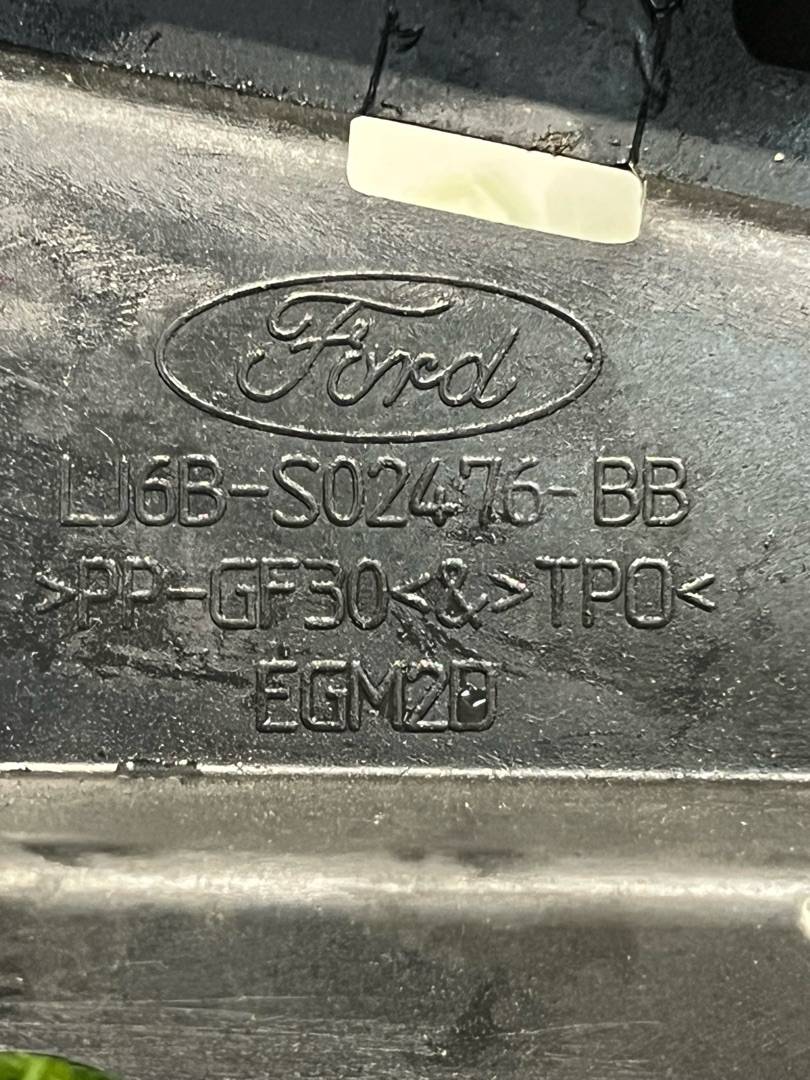 Ford
LJ6B-S02476-BB
>PP-GF30<&>TPO<
EGM2D